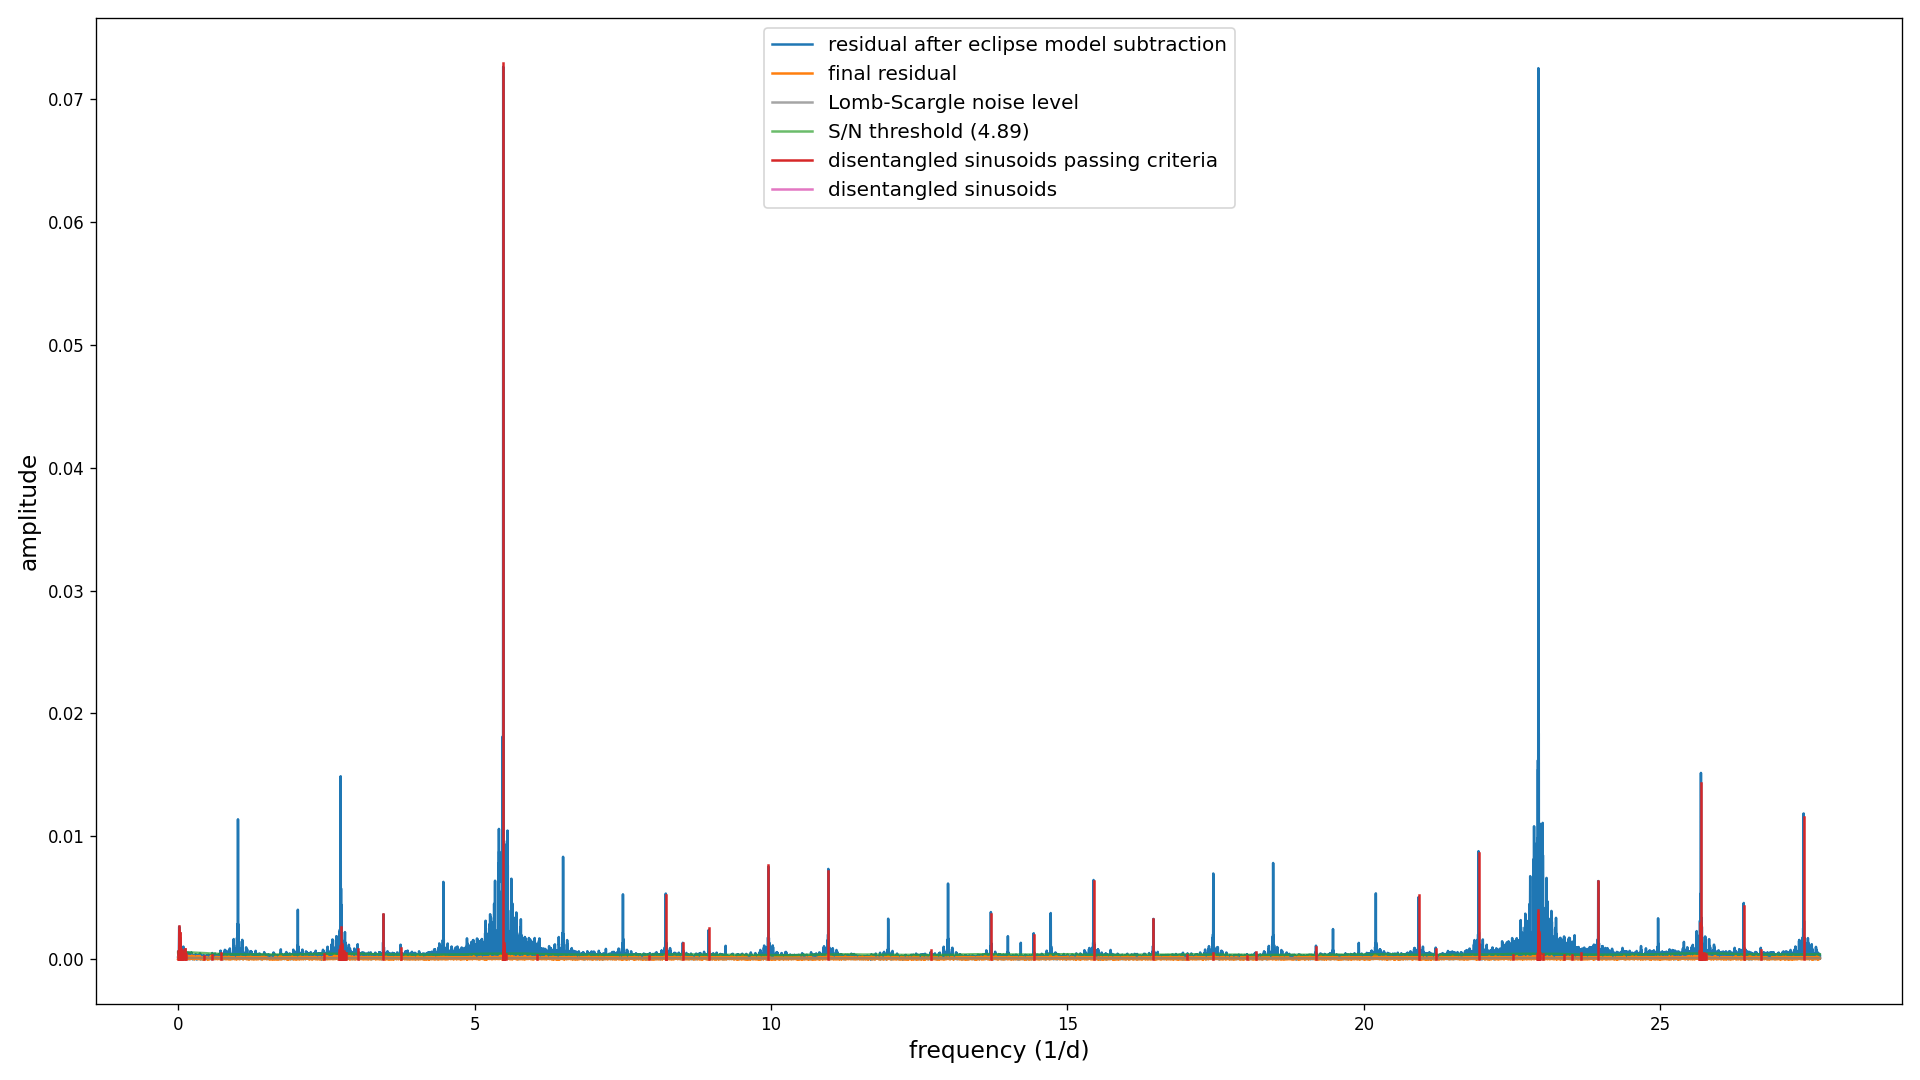 residual after eclipse model subtraction
final residual
Lomb-Scargle noise level
S/N threshold (4.89)
disentangled sinusoids passing criteria
disentangled sinusoids
0.07
0.06
0.05
0.04
0.03
0.02
0.01
0.00
amplitude
0 5 10 15 20 25
frequency (1/d)